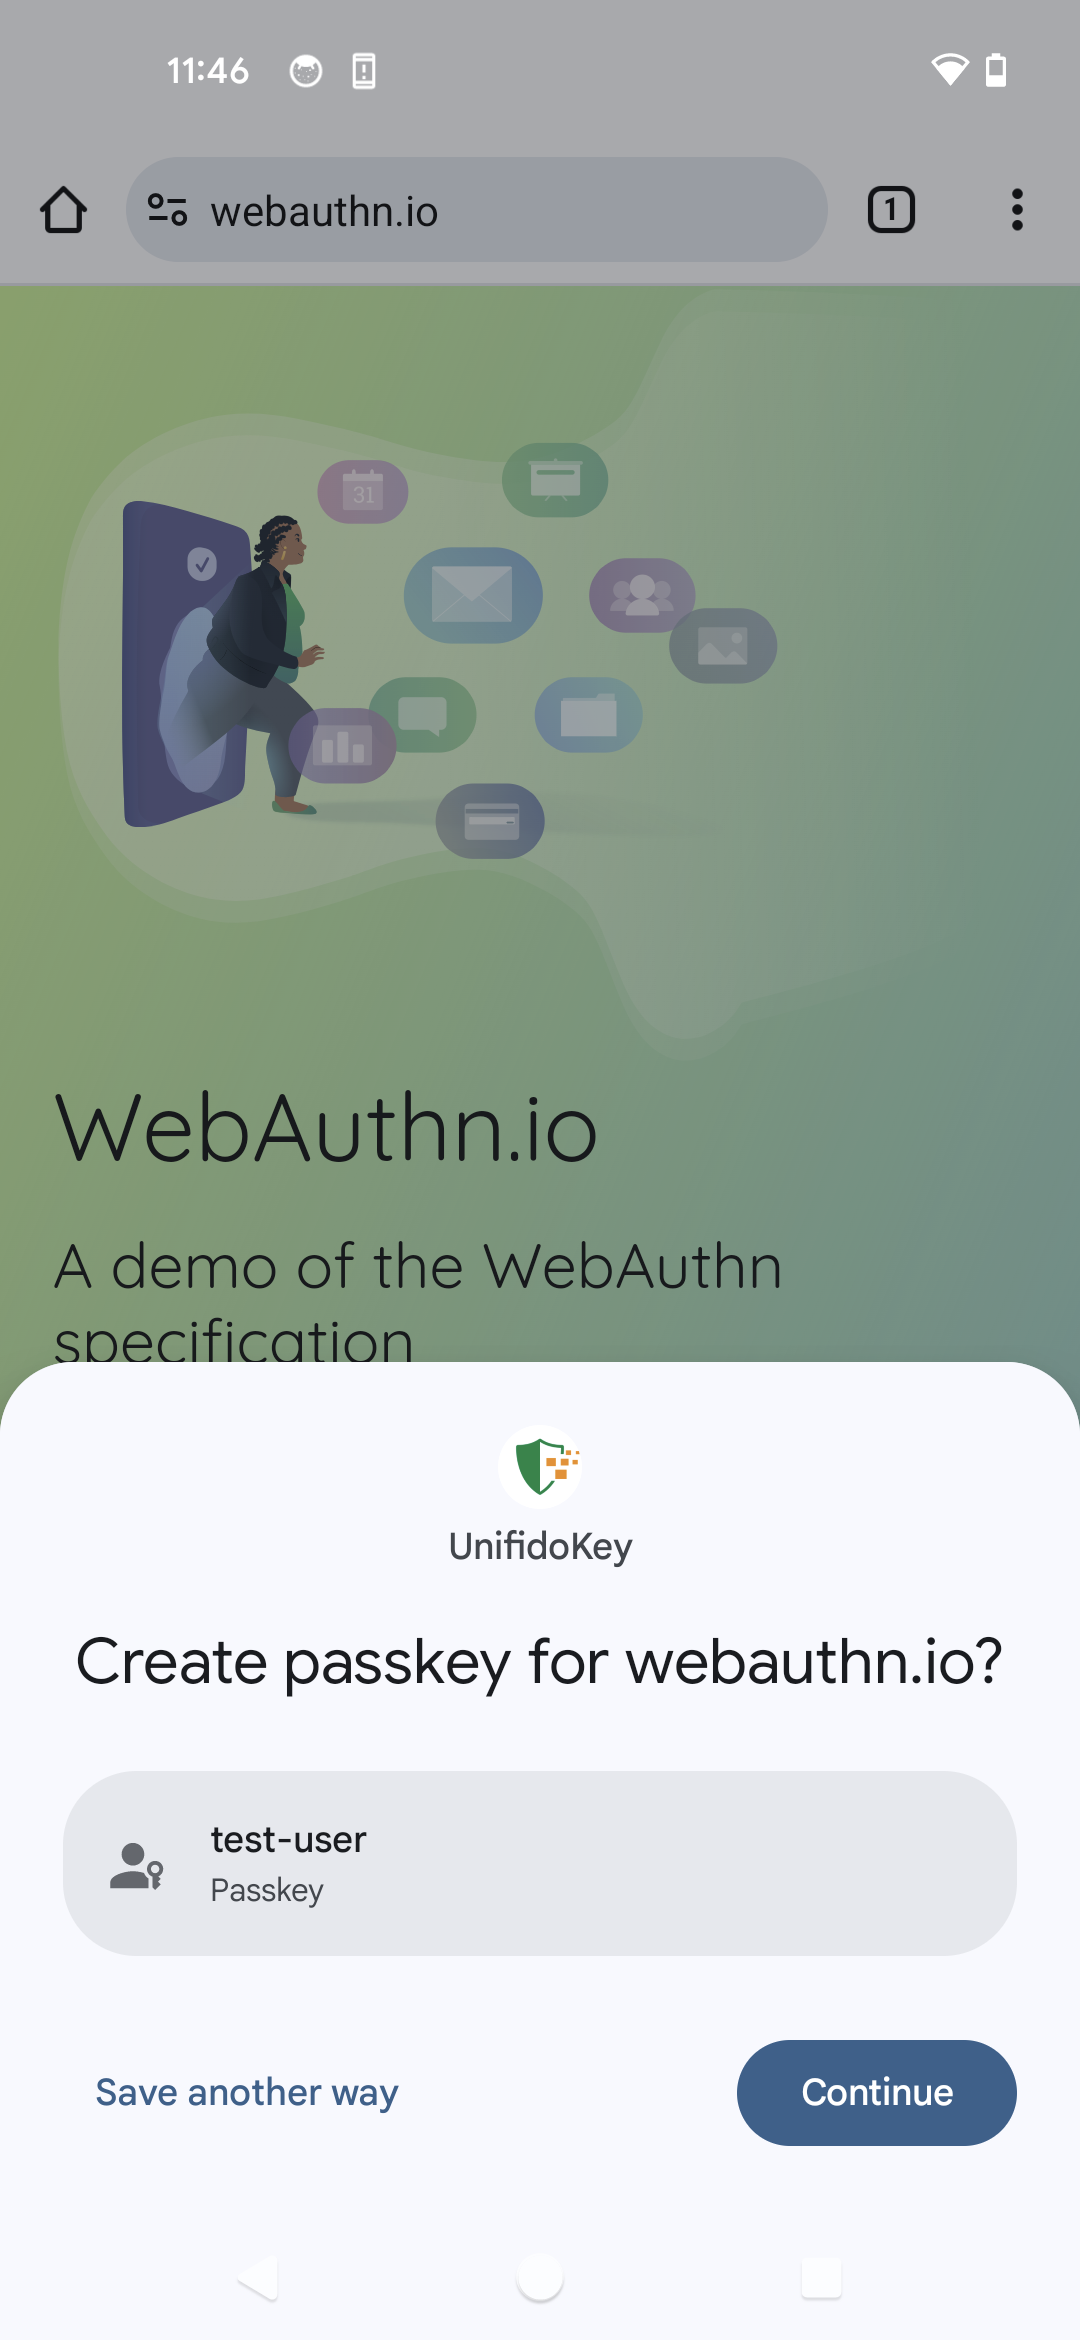 11:46
webauthn.io
1
31
WebAuthn.io
A demo of the WebAuthn
specification
UnifidoKey
Create passkey for webauthn.io?
test-user
Passkey
Save another way
Continue